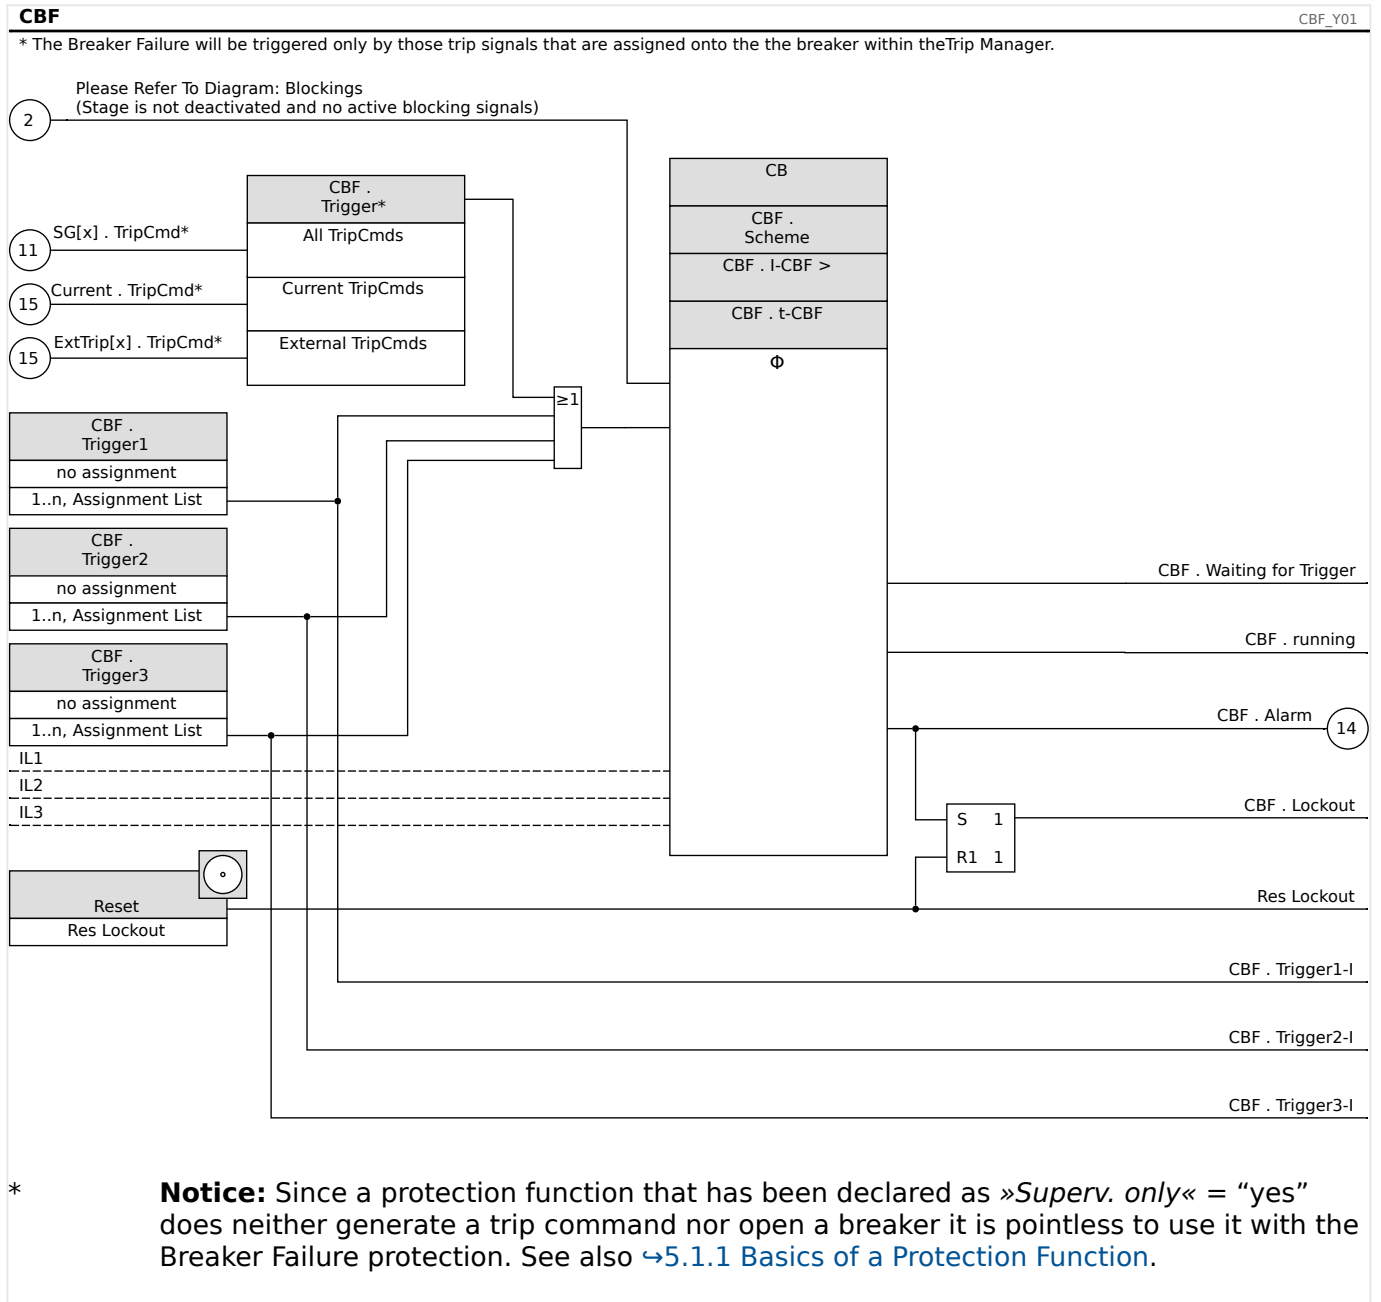 CBF
CBF_Y01
* The Breaker Failure will be triggered only by those trip signals that are assigned onto the the breaker within theTrip Manager.
Please Refer To Diagram: Blockings
(Stage is not deactivated and no active blocking signals)
2
CBF .
Trigger*
All TripCmds
Current TripCmds
External TripCmds
SG[x] . TripCmd*
11
Current . TripCmd*
15
ExtTrip[x] . TripCmd*
15
CB
CBF .
Scheme
CBF . I-CBF >
CBF . t-CBF
Φ
≥1
CBF .
Trigger1
no assignment
1..n, Assignment List
CBF .
Trigger2
no assignment
1..n, Assignment List
CBF .
Trigger3
no assignment
1..n, Assignment List
IL1
IL2
IL3
CBF . Waiting for Trigger
CBF . running
CBF . Alarm
14
S 1
R1 1
CBF . Lockout
Reset
Res Lockout
Res Lockout
CBF . Trigger1-I
CBF . Trigger2-I
CBF . Trigger3-I
* Notice: Since a protection function that has been declared as »Superv. only« = “yes”
does neither generate a trip command nor open a breaker it is pointless to use it with the
Breaker Failure protection. See also ↪5.1.1 Basics of a Protection Function.